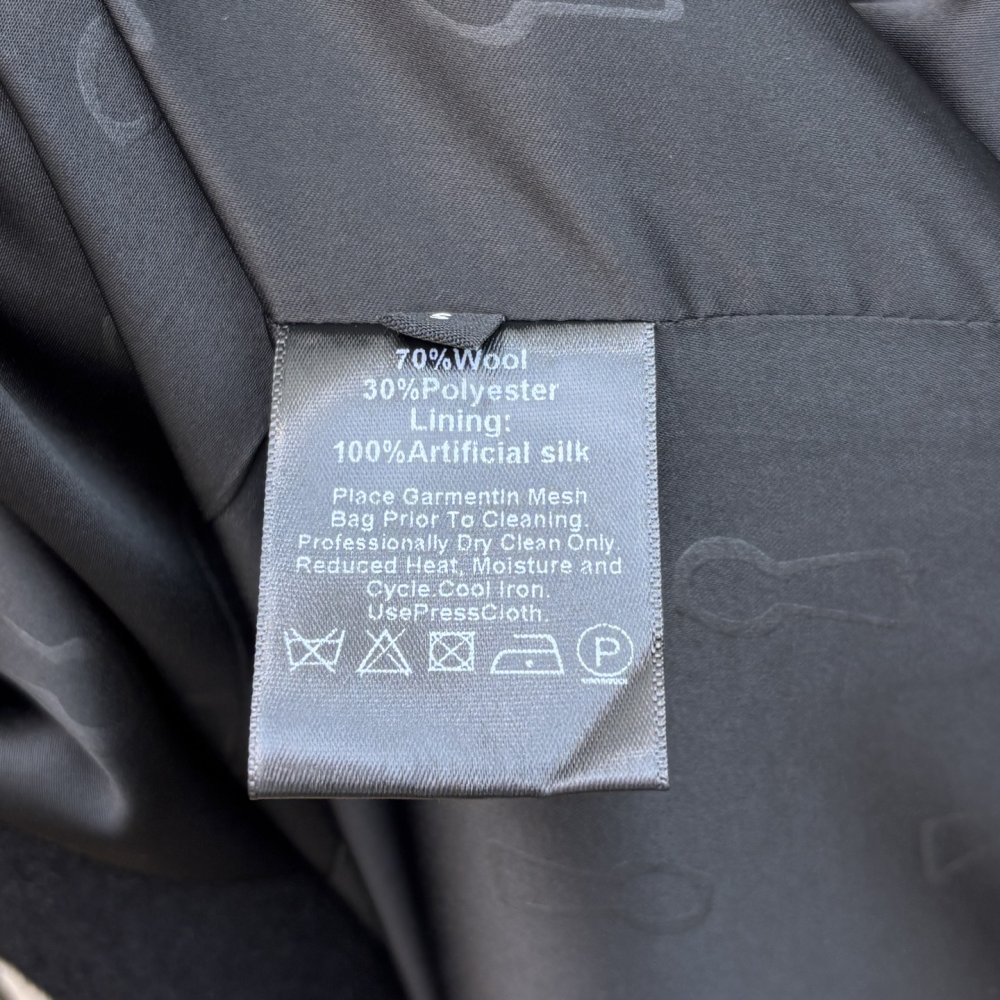 70%Wool
30%Polyester
Lining:
100%Artificial silk
Place GarmentIn Mesh
Bag Prior To Cleaning.
Professionally Dry Clean Only.
Reduced Heat, Moisture and
Cycle.Cool Iron.
UsePressCloth.
P